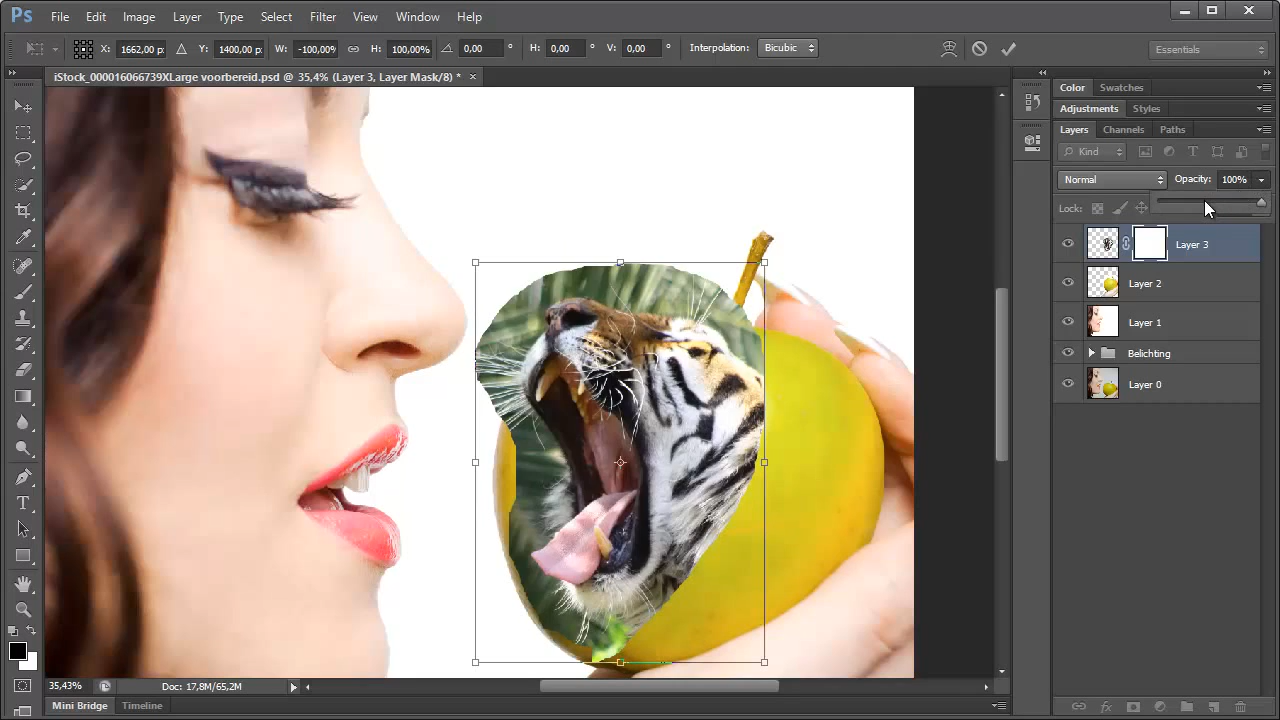 Ps File Edit Image Layer Type Select Filter View Window Help
X: 1662,00 px Y: 1400,00 px W: -100,00% H: 100,00% 0,00 ° H: 0,00 ° V: 0,00 ° Interpolation: Bicubic Essentials
iStock_000016066739XLarge voorbereid.psd @ 35,4% (Layer 3, Layer Mask/8) * ×
Color Swatches
Adjustments Styles
Layers Channels Paths
Kind
Normal Opacity: 100%
Lock:
Layer 3
Layer 2
Layer 1
Belichting
Layer 0
35,43% Doc: 17,8M/65,2M
Mini Bridge Timeline